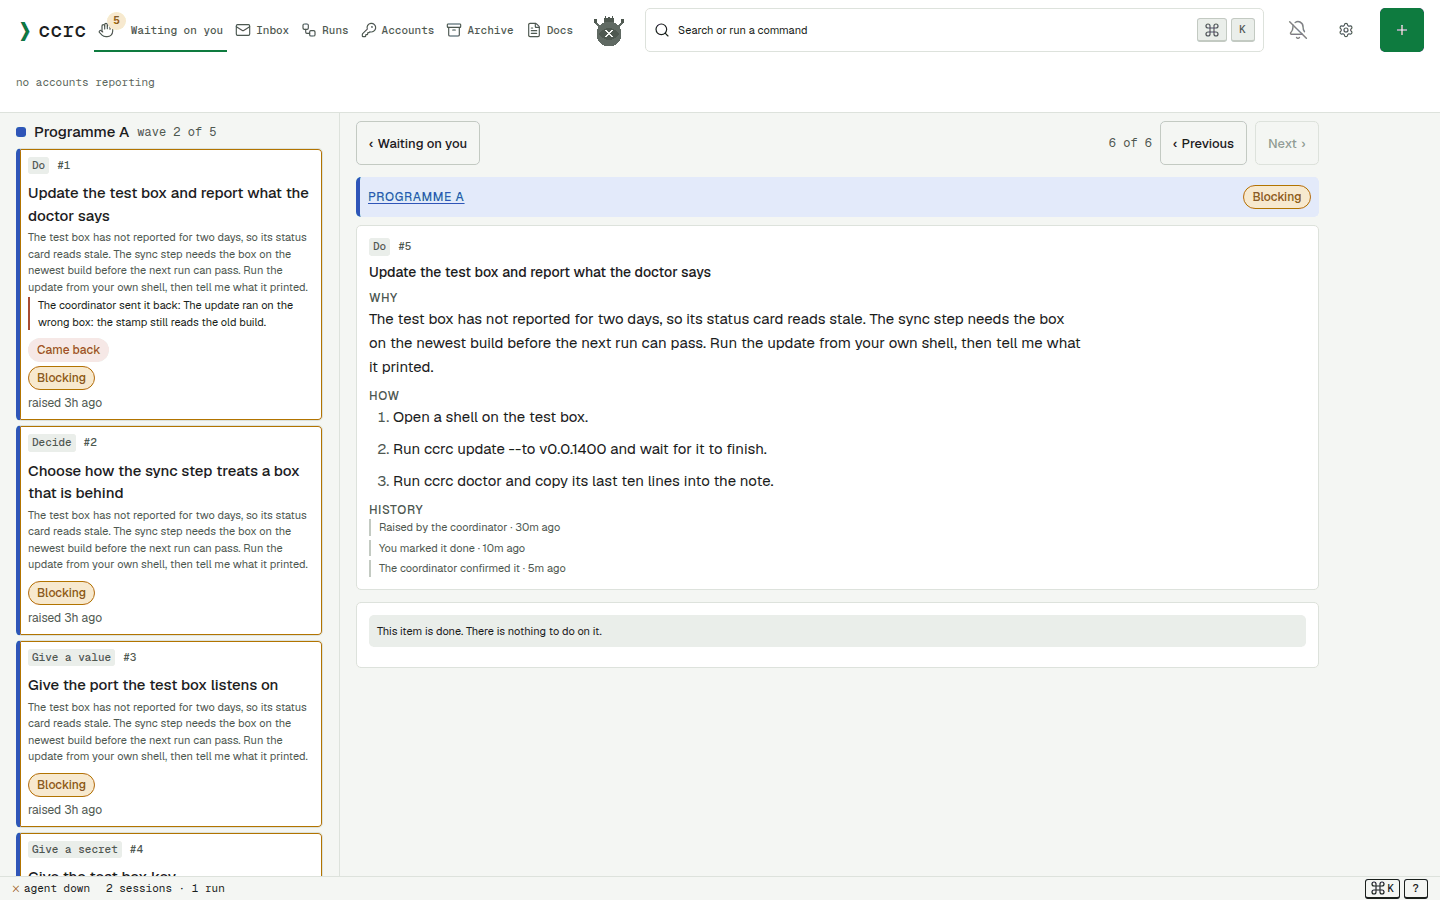 ccrc
5
Waiting on you
Inbox
Runs
Accounts
Archive
Docs
Search or run a command
⌘ K
+
no accounts reporting
Programme A wave 2 of 5
Do #1
Update the test box and report what the
doctor says
The test box has not reported for two days, so its status
card reads stale. The sync step needs the box on the
newest build before the next run can pass. Run the
update from your own shell, then tell me what it printed.
The coordinator sent it back: The update ran on the
wrong box: the stamp still reads the old build.
Came back
Blocking
raised 3h ago
Decide #2
Choose how the sync step treats a box
that is behind
The test box has not reported for two days, so its status
card reads stale. The sync step needs the box on the
newest build before the next run can pass. Run the
update from your own shell, then tell me what it printed.
Blocking
raised 3h ago
Give a value #3
Give the port the test box listens on
The test box has not reported for two days, so its status
card reads stale. The sync step needs the box on the
newest build before the next run can pass. Run the
update from your own shell, then tell me what it printed.
Blocking
raised 3h ago
Give a secret #4
Give the test box key
‹ Waiting on you
6 of 6
‹ Previous
Next ›
PROGRAMME A
Blocking
Do #5
Update the test box and report what the doctor says
WHY
The test box has not reported for two days, so its status card reads stale. The sync step needs the box
on the newest build before the next run can pass. Run the update from your own shell, then tell me what
it printed.
HOW
1. Open a shell on the test box.
2. Run ccrc update --to v0.0.1400 and wait for it to finish.
3. Run ccrc doctor and copy its last ten lines into the note.
HISTORY
Raised by the coordinator · 30m ago
You marked it done · 10m ago
The coordinator confirmed it · 5m ago
This item is done. There is nothing to do on it.
× agent down 2 sessions · 1 run
⌘K ?